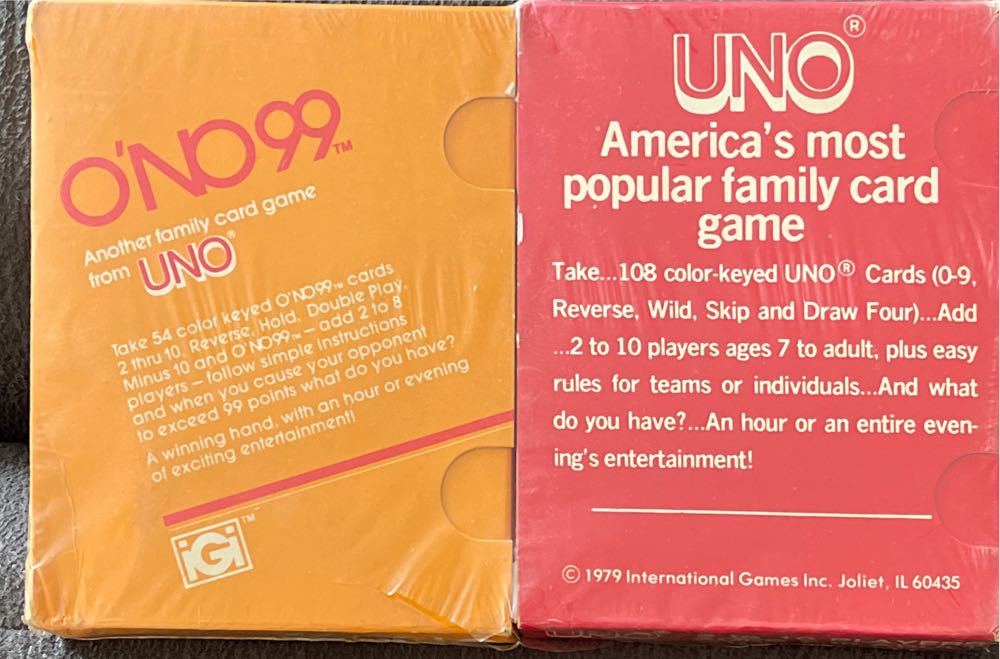 O'NO 99™
Another family card game
from UNO®
Take 54 color keyed O'NO99™ cards
2 thru 10, Reverse, Hold, Double Play,
Minus 10 and O'NO99™ — add 2 to 8
players — follow simple instructions
and when you cause your opponent
to exceed 99 points what do you have?
A winning hand, with an hour or evening
of exciting entertainment!
iGi™
UNO®
America's most
popular family card
game
Take...108 color-keyed UNO® Cards (0-9,
Reverse, Wild, Skip and Draw Four)...Add
...2 to 10 players ages 7 to adult, plus easy
rules for teams or individuals...And what
do you have?...An hour or an entire even-
ing's entertainment!
© 1979 International Games Inc. Joliet, IL 60435